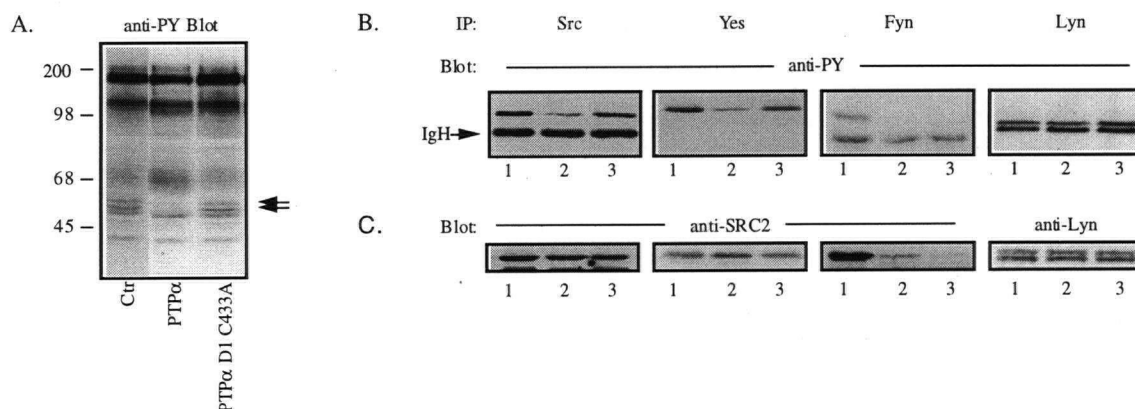 A.
anti-PY Blot
200
98
68
45
Ctr
PTPα
PTPα D1 C433A
B.
IP: Src Yes Fyn Lyn
Blot: anti-PY
IgH
1 2 3 1 2 3 1 2 3 1 2 3
C.
Blot: anti-SRC2 anti-Lyn
1 2 3 1 2 3 1 2 3 1 2 3